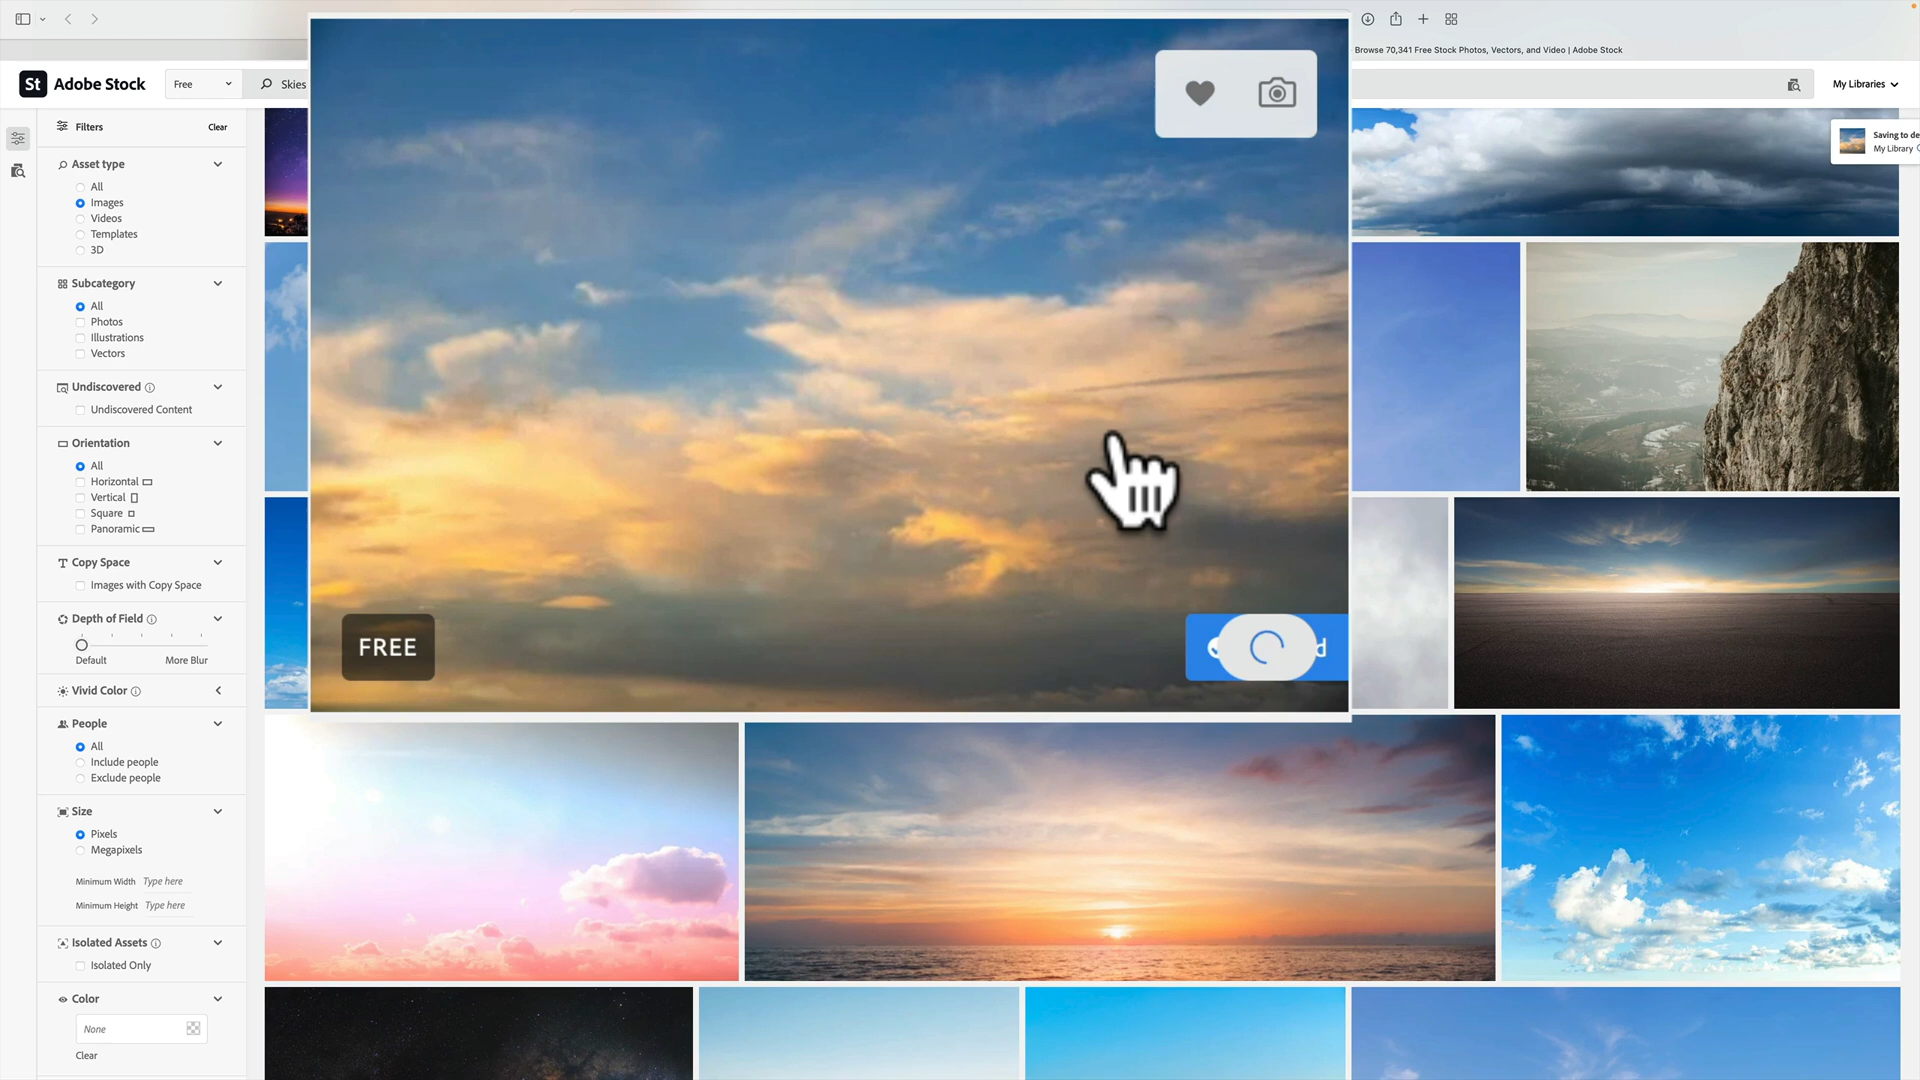 Browse 70,341 Free Stock Photos, Vectors, and Video | Adobe Stock
St Adobe Stock
Free
Skies
My Libraries
Filters
Clear
Saving to
My Library
Asset type
All
Images
Videos
Templates
3D
Subcategory
All
Photos
Illustrations
Vectors
Undiscovered
Undiscovered Content
Orientation
All
Horizontal
Vertical
Square
Panoramic
Copy Space
Images with Copy Space
Depth of Field
Default
More Blur
FREE
Vivid Color
People
All
Include people
Exclude people
Size
Pixels
Megapixels
Minimum Width Type here
Minimum Height Type here
Isolated Assets
Isolated Only
Color
None
Clear